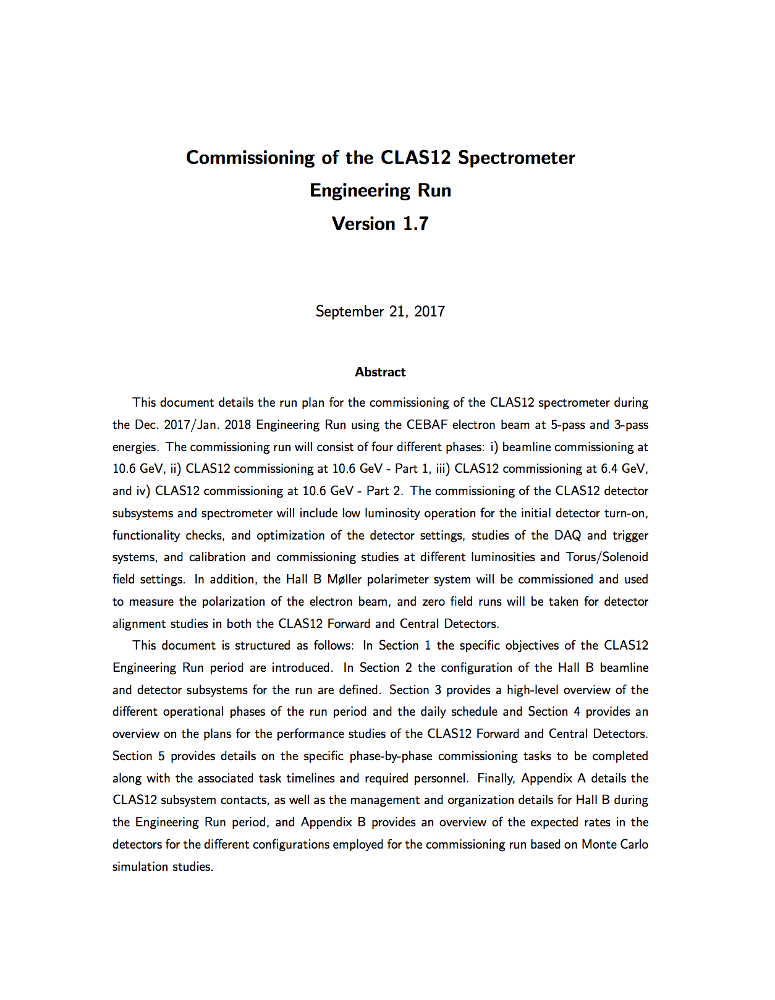 Commissioning of the CLAS12 Spectrometer
Engineering Run
Version 1.7
September 21, 2017
Abstract
This document details the run plan for the commissioning of the CLAS12 spectrometer during
the Dec. 2017/Jan. 2018 Engineering Run using the CEBAF electron beam at 5-pass and 3-pass
energies. The commissioning run will consist of four different phases: i) beamline commissioning at
10.6 GeV, ii) CLAS12 commissioning at 10.6 GeV - Part 1, iii) CLAS12 commissioning at 6.4 GeV,
and iv) CLAS12 commissioning at 10.6 GeV - Part 2. The commissioning of the CLAS12 detector
subsystems and spectrometer will include low luminosity operation for the initial detector turn-on,
functionality checks, and optimization of the detector settings, studies of the DAQ and trigger
systems, and calibration and commissioning studies at different luminosities and Torus/Solenoid
field settings. In addition, the Hall B Møller polarimeter system will be commissioned and used
to measure the polarization of the electron beam, and zero field runs will be taken for detector
alignment studies in both the CLAS12 Forward and Central Detectors.
This document is structured as follows: In Section 1 the specific objectives of the CLAS12
Engineering Run period are introduced. In Section 2 the configuration of the Hall B beamline
and detector subsystems for the run are defined. Section 3 provides a high-level overview of the
different operational phases of the run period and the daily schedule and Section 4 provides an
overview on the plans for the performance studies of the CLAS12 Forward and Central Detectors.
Section 5 provides details on the specific phase-by-phase commissioning tasks to be completed
along with the associated task timelines and required personnel. Finally, Appendix A details the
CLAS12 subsystem contacts, as well as the management and organization details for Hall B during
the Engineering Run period, and Appendix B provides an overview of the expected rates in the
detectors for the different configurations employed for the commissioning run based on Monte Carlo
simulation studies.